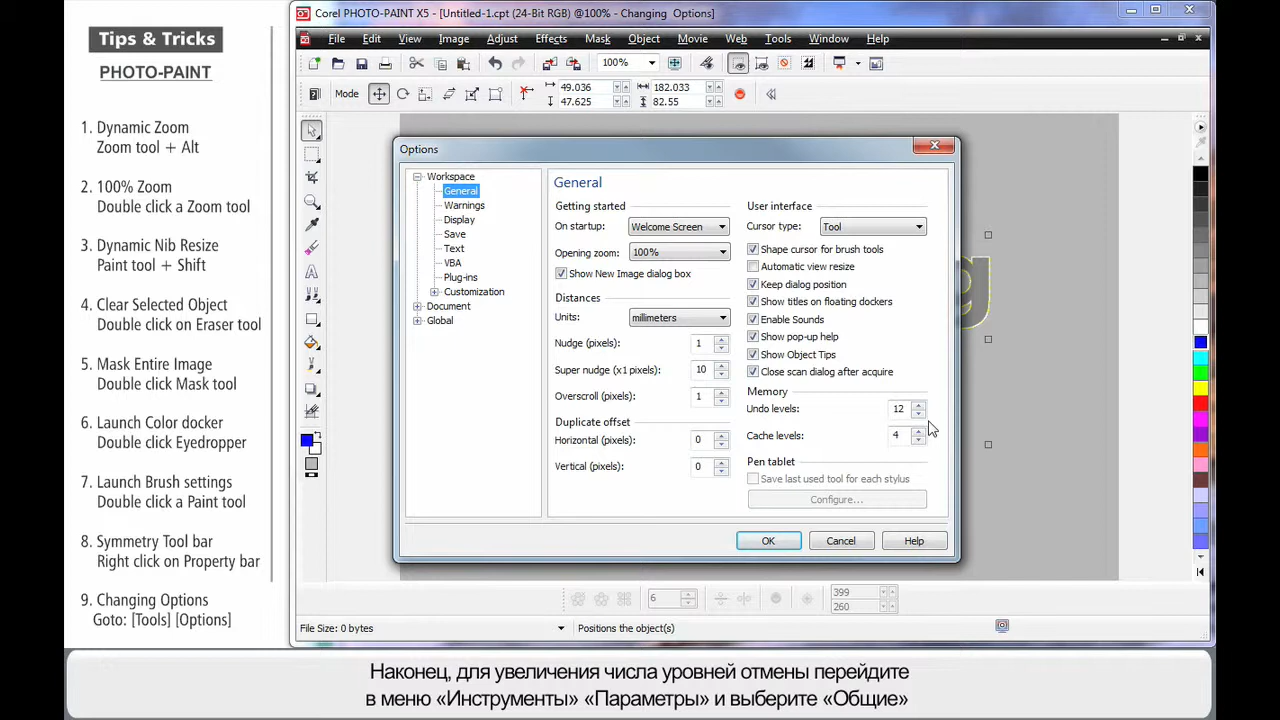 Tips & Tricks
PHOTO-PAINT
1. Dynamic Zoom
Zoom tool + Alt
2. 100% Zoom
Double click a Zoom tool
3. Dynamic Nib Resize
Paint tool + Shift
4. Clear Selected Object
Double click on Eraser tool
5. Mask Entire Image
Double click Mask tool
6. Launch Color docker
Double click Eyedropper
7. Launch Brush settings
Double click a Paint tool
8. Symmetry Tool bar
Right click on Property bar
9. Changing Options
Goto: [Tools] [Options]
Corel PHOTO-PAINT X5 - [Untitled-1.cpt (24-Bit RGB) @100% - Changing Options]
File Edit View Image Adjust Effects Mask Object Movie Web Tools Window Help
100%
Mode 49.036 182.033
47.625 82.55
Options
Workspace
General
Warnings
Display
Save
Text
VBA
Plug-ins
Customization
Document
Global
General
Getting started
On startup: Welcome Screen
Opening zoom: 100%
Show New Image dialog box
Distances
Units: millimeters
Nudge (pixels): 1
Super nudge (x1 pixels): 10
Overscroll (pixels): 1
Duplicate offset
Horizontal (pixels): 0
Vertical (pixels): 0
User interface
Cursor type: Tool
Shape cursor for brush tools
Automatic view resize
Keep dialog position
Show titles on floating dockers
Enable Sounds
Show pop-up help
Show Object Tips
Close scan dialog after acquire
Memory
Undo levels: 12
Cache levels: 4
Pen tablet
Save last used tool for each stylus
Configure...
OK Cancel Help
g
6 399
260
File Size: 0 bytes Positions the object(s)
Наконец, для увеличения числа уровней отмены перейдите
в меню «Инструменты» «Параметры» и выберите «Общие»